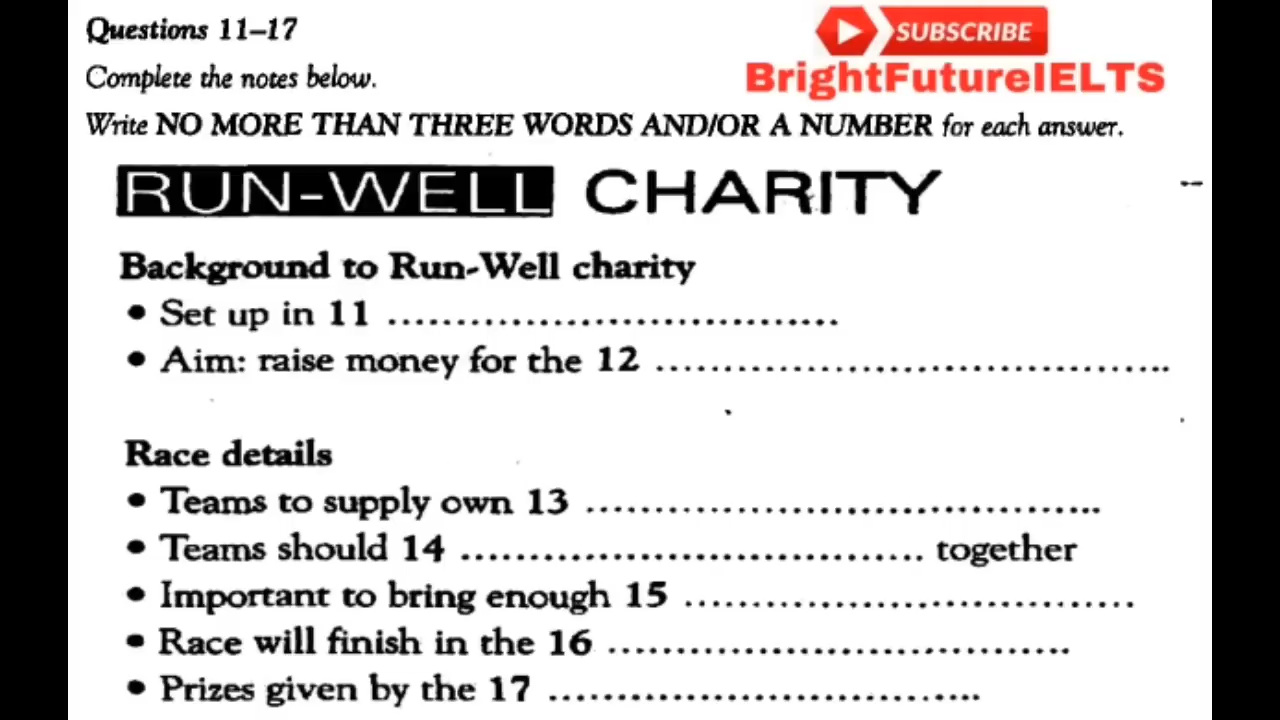 Questions 11–17
SUBSCRIBE
Complete the notes below.
BrightFutureIELTS
Write NO MORE THAN THREE WORDS AND/OR A NUMBER for each answer.
RUN-WELL CHARITY
Background to Run-Well charity
• Set up in 11 ........................................
• Aim: raise money for the 12 ........................................
Race details
• Teams to supply own 13 ........................................
• Teams should 14 ........................................ together
• Important to bring enough 15 ........................................
• Race will finish in the 16 ........................................
• Prizes given by the 17 ........................................